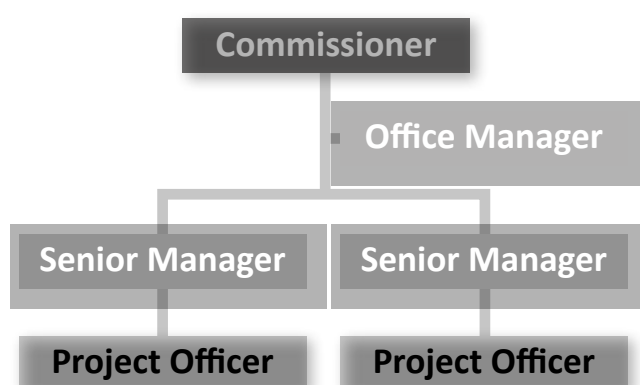 Commissioner
Office Manager
Senior Manager
Senior Manager
Project Officer
Project Officer